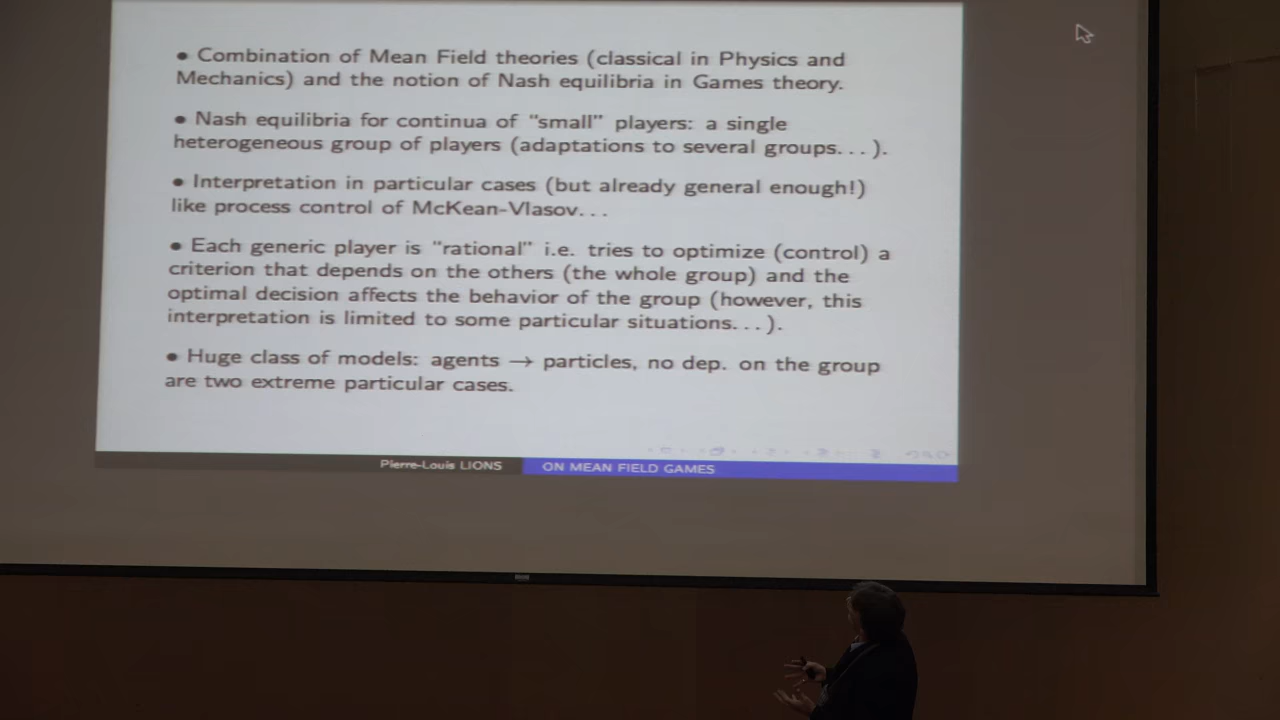 • Combination of Mean Field theories (classical in Physics and
Mechanics) and the notion of Nash equilibria in Games theory.
• Nash equilibria for continua of "small" players: a single
heterogeneous group of players (adaptations to several groups...).
• Interpretation in particular cases (but already general enough!)
like process control of McKean-Vlasov...
• Each generic player is "rational" i.e. tries to optimize (control) a
criterion that depends on the others (the whole group) and the
optimal decision affects the behavior of the group (however, this
interpretation is limited to some particular situations...).
• Huge class of models: agents → particles, no dep. on the group
are two extreme particular cases.
Pierre-Louis LIONS ON MEAN FIELD GAMES